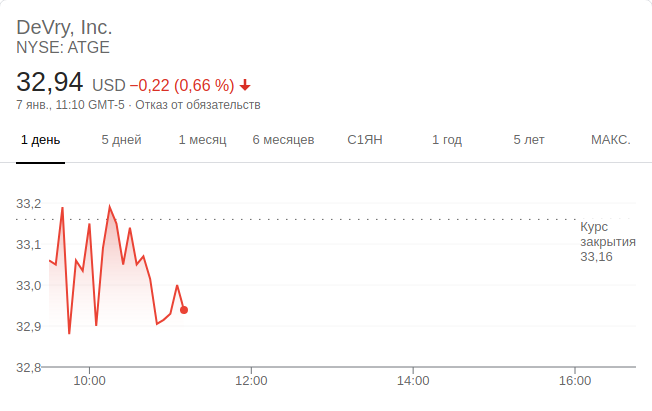 DeVry, Inc.
NYSE: ATGE
32,94 USD −0,22 (0,66 %)
7 янв., 11:10 GMT-5 · Отказ от обязательств
1 день 5 дней 1 месяц 6 месяцев С1ЯН 1 год 5 лет МАКС.
33,2
Курс
закрытия
33,16
33,1
33,0
32,9
32,8
10:00 12:00 14:00 16:00